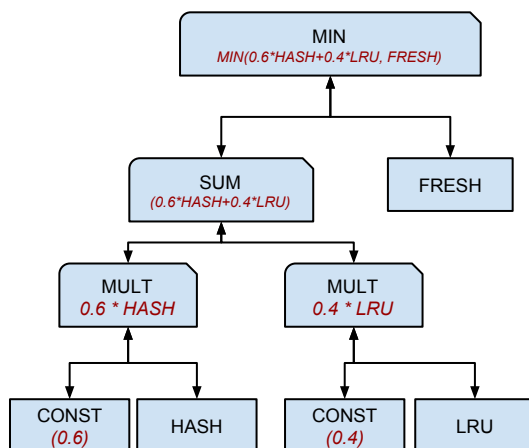 MIN
MIN(0.6*HASH+0.4*LRU, FRESH)
SUM
(0.6*HASH+0.4*LRU)
FRESH
MULT
0.6 * HASH
MULT
0.4 * LRU
CONST
(0.6)
HASH
CONST
(0.4)
LRU